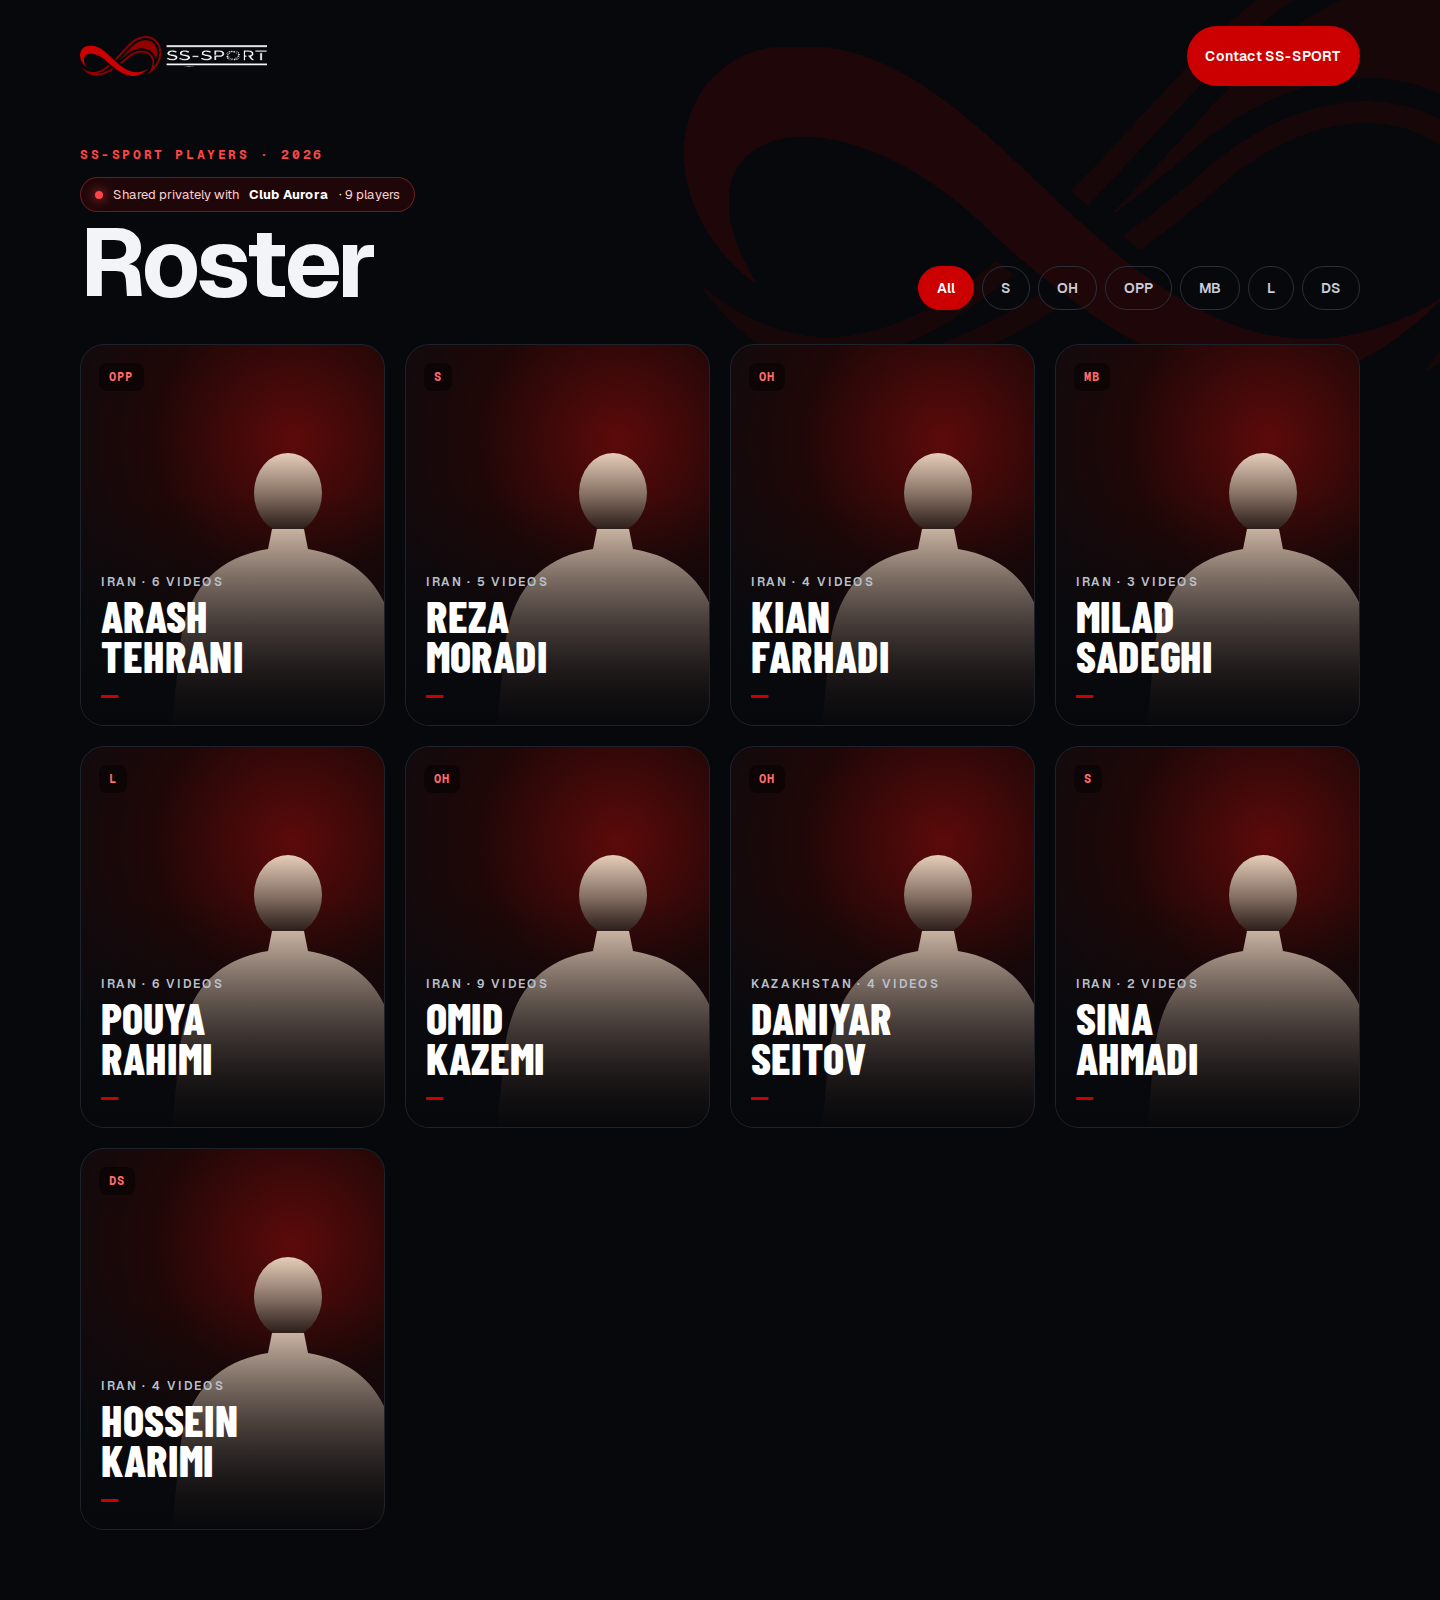 SS-SPORT
Contact SS-SPORT
SS-SPORT PLAYERS · 2026
Shared privately with Club Aurora · 9 players
Roster
All S OH OPP MB L DS
OPP
IRAN · 6 VIDEOS
ARASH
TEHRANI
S
IRAN · 5 VIDEOS
REZA
MORADI
OH
IRAN · 4 VIDEOS
KIAN
FARHADI
MB
IRAN · 3 VIDEOS
MILAD
SADEGHI
L
IRAN · 6 VIDEOS
POUYA
RAHIMI
OH
IRAN · 9 VIDEOS
OMID
KAZEMI
OH
KAZAKHSTAN · 4 VIDEOS
DANIYAR
SEITOV
S
IRAN · 2 VIDEOS
SINA
AHMADI
DS
IRAN · 4 VIDEOS
HOSSEIN
KARIMI